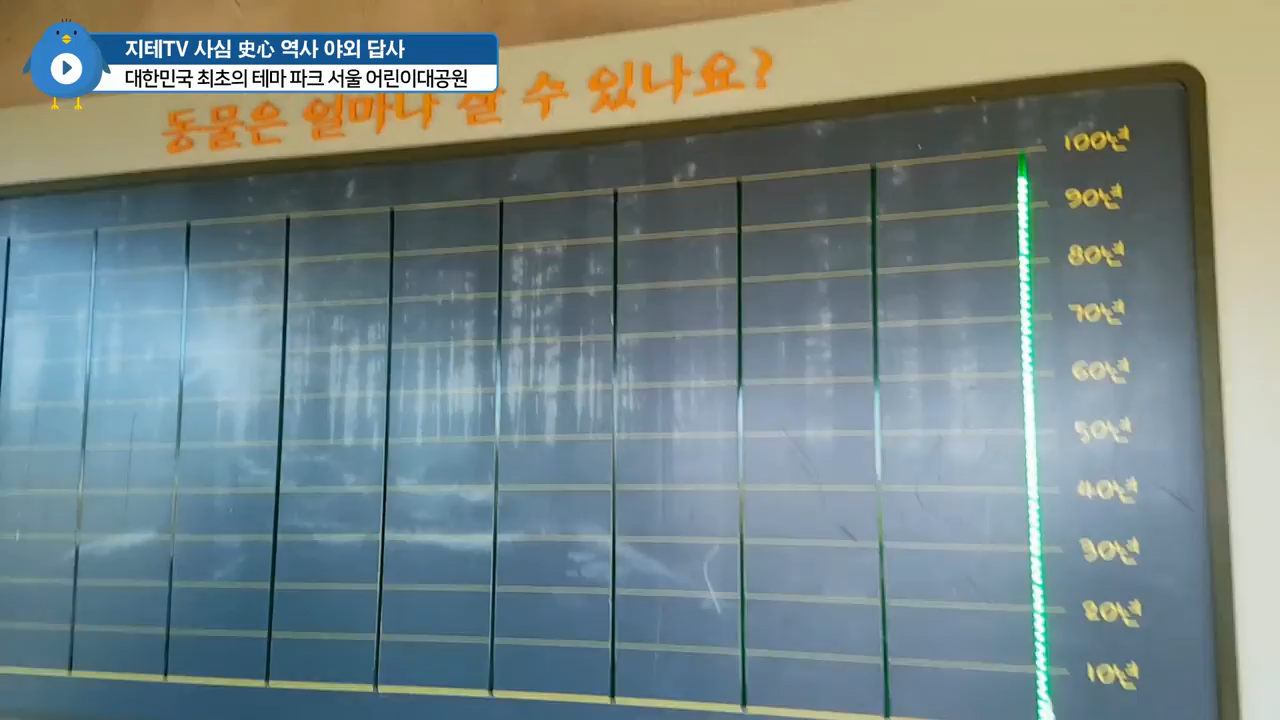 지테TV 사심 史心 역사 야외 답사
대한민국 최초의 테마 파크 서울 어린이대공원
동물은 얼마나 살 수 있나요?
100년
90년
80년
70년
60년
50년
40년
30년
20년
10년